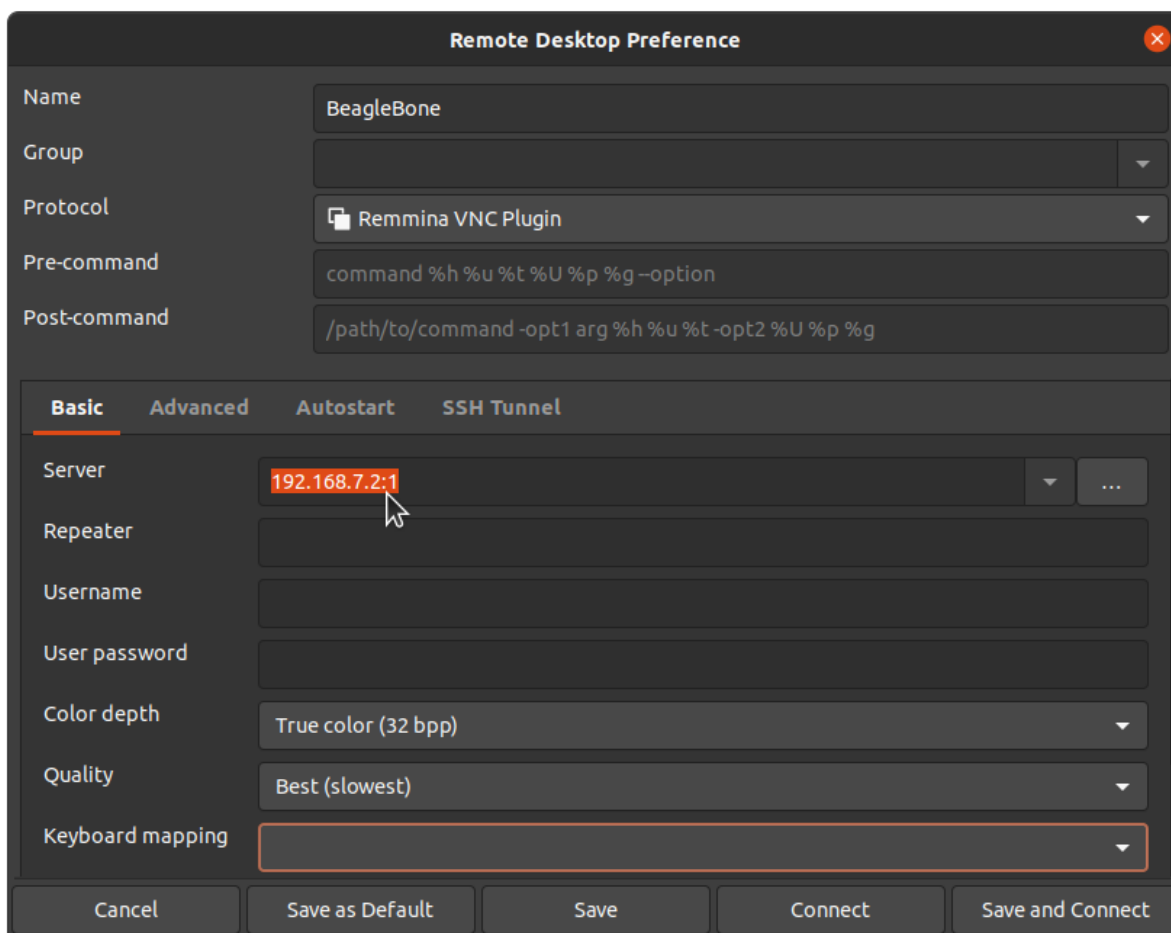 Remote Desktop Preference
Name
BeagleBone
Group
Protocol
Remmina VNC Plugin
Pre-command
command %h %u %t %U %p %g --option
Post-command
/path/to/command -opt1 arg %h %u %t -opt2 %U %p %g
Basic Advanced Autostart SSH Tunnel
Server
192.168.7.2:1
...
Repeater
Username
User password
Color depth
True color (32 bpp)
Quality
Best (slowest)
Keyboard mapping
Cancel Save as Default Save Connect Save and Connect